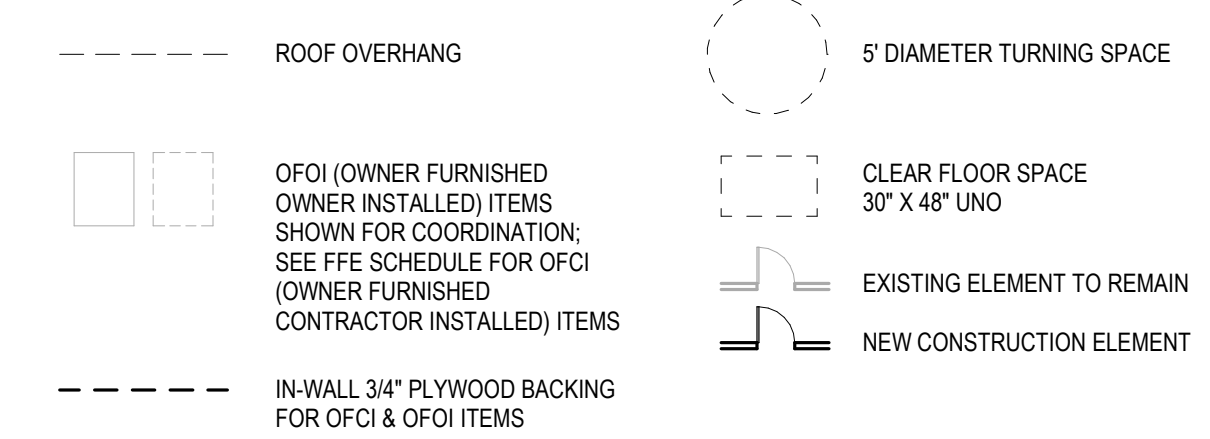 ROOF OVERHANG
OFOI (OWNER FURNISHED
OWNER INSTALLED) ITEMS
SHOWN FOR COORDINATION;
SEE FFE SCHEDULE FOR OFCI
(OWNER FURNISHED
CONTRACTOR INSTALLED) ITEMS
IN-WALL 3/4" PLYWOOD BACKING
FOR OFCI & OFOI ITEMS
5' DIAMETER TURNING SPACE
CLEAR FLOOR SPACE
30" X 48" UNO
EXISTING ELEMENT TO REMAIN
NEW CONSTRUCTION ELEMENT